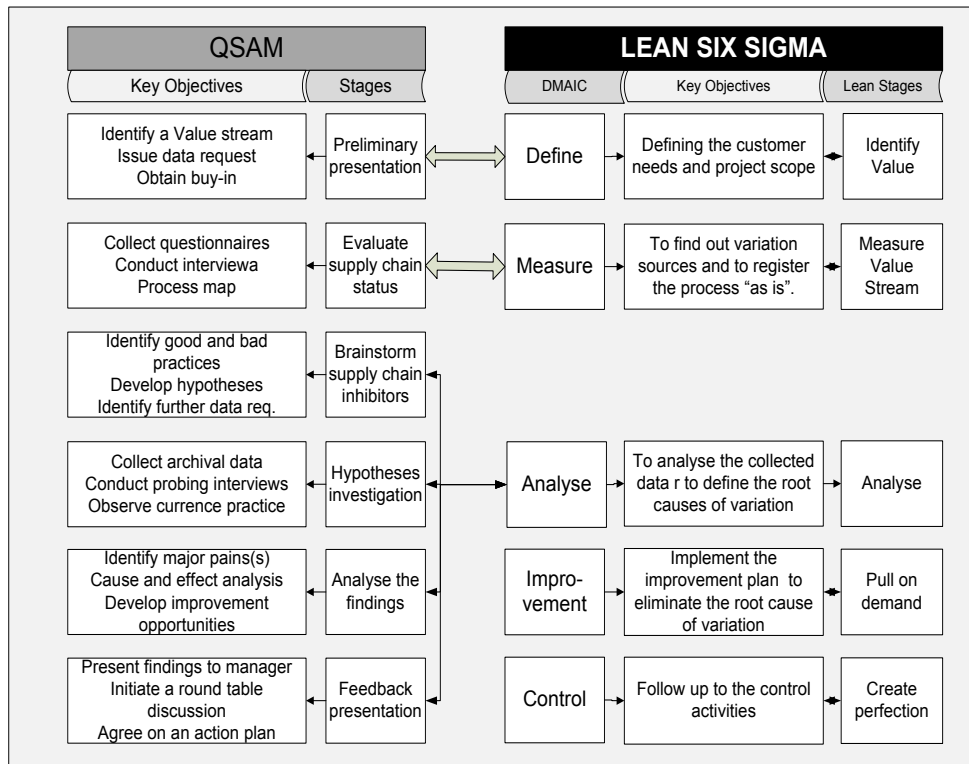 QSAM
LEAN SIX SIGMA
Key Objectives
Stages
DMAIC
Key Objectives
Lean Stages
Identify a Value stream
Issue data request
Obtain buy-in
Preliminary
presentation
Define
Defining the customer
needs and project scope
Identify
Value
Collect questionnaires
Conduct interviewa
Process map
Evaluate
supply chain
status
Measure
To find out variation
sources and to register
the process “as is”.
Measure
Value
Stream
Identify good and bad
practices
Develop hypotheses
Identify further data req.
Brainstorm
supply chain
inhibitors
Collect archival data
Conduct probing interviews
Observe currence practice
Hypotheses
investigation
Analyse
To analyse the collected
data r to define the root
causes of variation
Analyse
Identify major pains(s)
Cause and effect analysis
Develop improvement
opportunities
Analyse the
findings
Improve-
vement
Implement the
improvement plan to
eliminate the root cause
of variation
Pull on
demand
Present findings to manager
Initiate a round table
discussion
Agree on an action plan
Feedback
presentation
Control
Follow up to the control
activities
Create
perfection